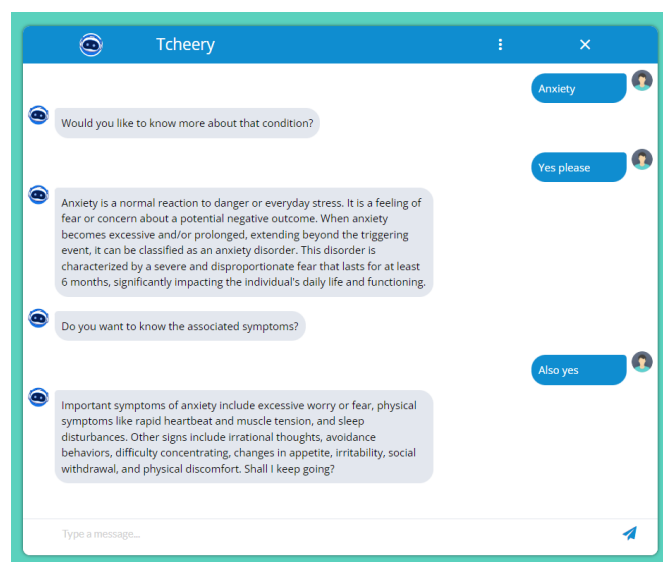 Tcheery
Anxiety
Would you like to know more about that condition?
Yes please
Anxiety is a normal reaction to danger or everyday stress. It is a feeling of
fear or concern about a potential negative outcome. When anxiety
becomes excessive and/or prolonged, extending beyond the triggering
event, it can be classified as an anxiety disorder. This disorder is
characterized by a severe and disproportionate fear that lasts for at least
6 months, significantly impacting the individual's daily life and functioning.
Do you want to know the associated symptoms?
Also yes
Important symptoms of anxiety include excessive worry or fear, physical
symptoms like rapid heartbeat and muscle tension, and sleep
disturbances. Other signs include irrational thoughts, avoidance
behaviors, difficulty concentrating, changes in appetite, irritability, social
withdrawal, and physical discomfort. Shall I keep going?
Type a message...